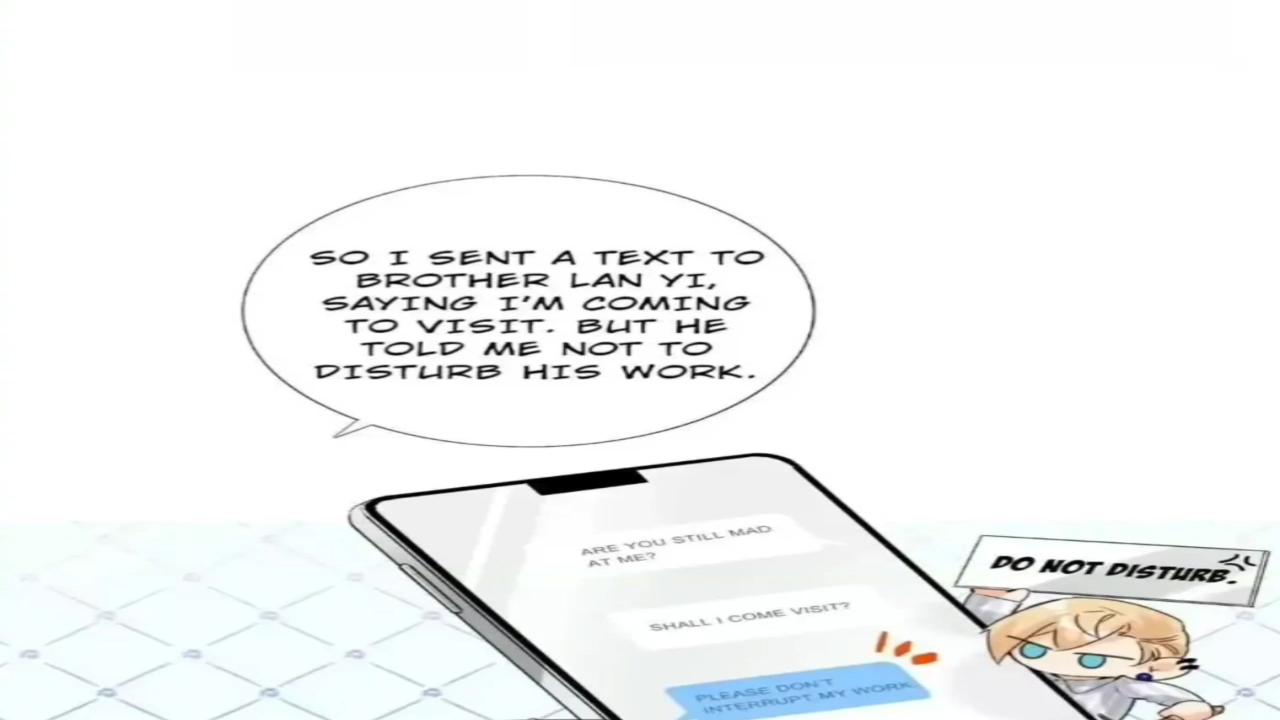 SO I SENT A TEXT TO
BROTHER LAN YI,
SAYING I'M COMING
TO VISIT. BUT HE
TOLD ME NOT TO
DISTURB HIS WORK.
ARE YOU STILL MAD
AT ME?
DO NOT DISTURB.
SHALL I COME VISIT?
PLEASE DON'T
INTERRUPT MY WORK.